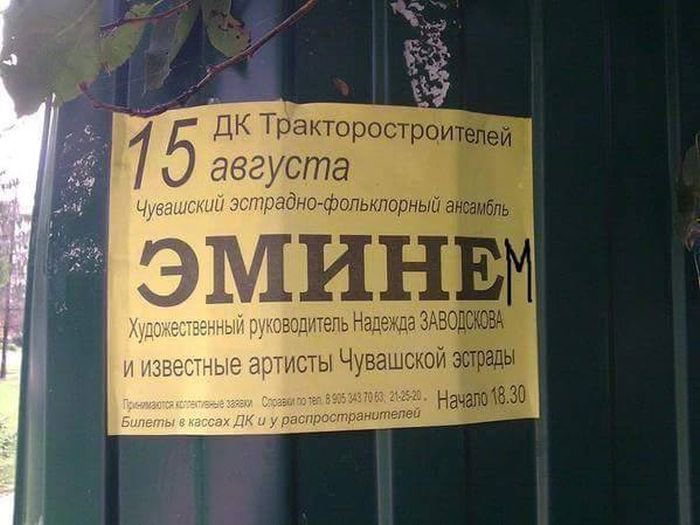 15 ДК Тракторостроителей
августа
Чувашский эстрадно-фольклорный ансамбль
ЭМИНЕМ
Художественный руководитель Надежда ЗАВОДСКОВА
и известные артисты Чувашской эстрады
Принимаются коллективные заявки Справки по тел. 8 905 343 70 63; 21-25-20. Начало 18.30
Билеты в кассах ДК и у распространителей